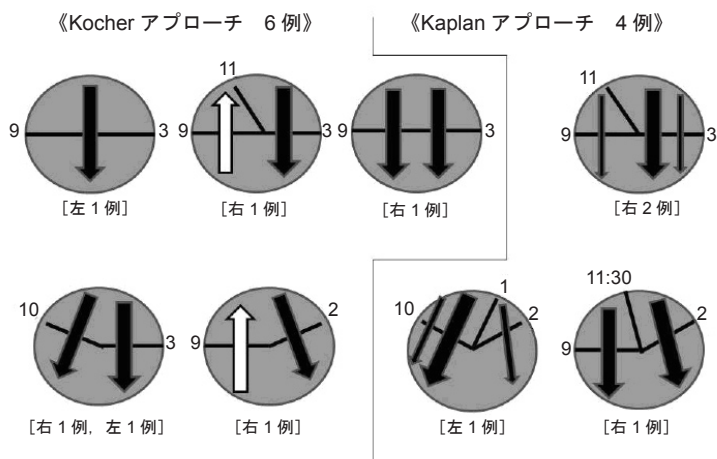 《Kocher アプローチ　6 例》
《Kaplan アプローチ　4 例》
9 3
[左 1 例]
11
9 3
[右 1 例]
9 3
[右 1 例]
11
9 3
[右 2 例]
10
3
[右 1 例，左 1 例]
2
9
[右 1 例]
1
10 2
[左 1 例]
11:30
2
9
[右 1 例]